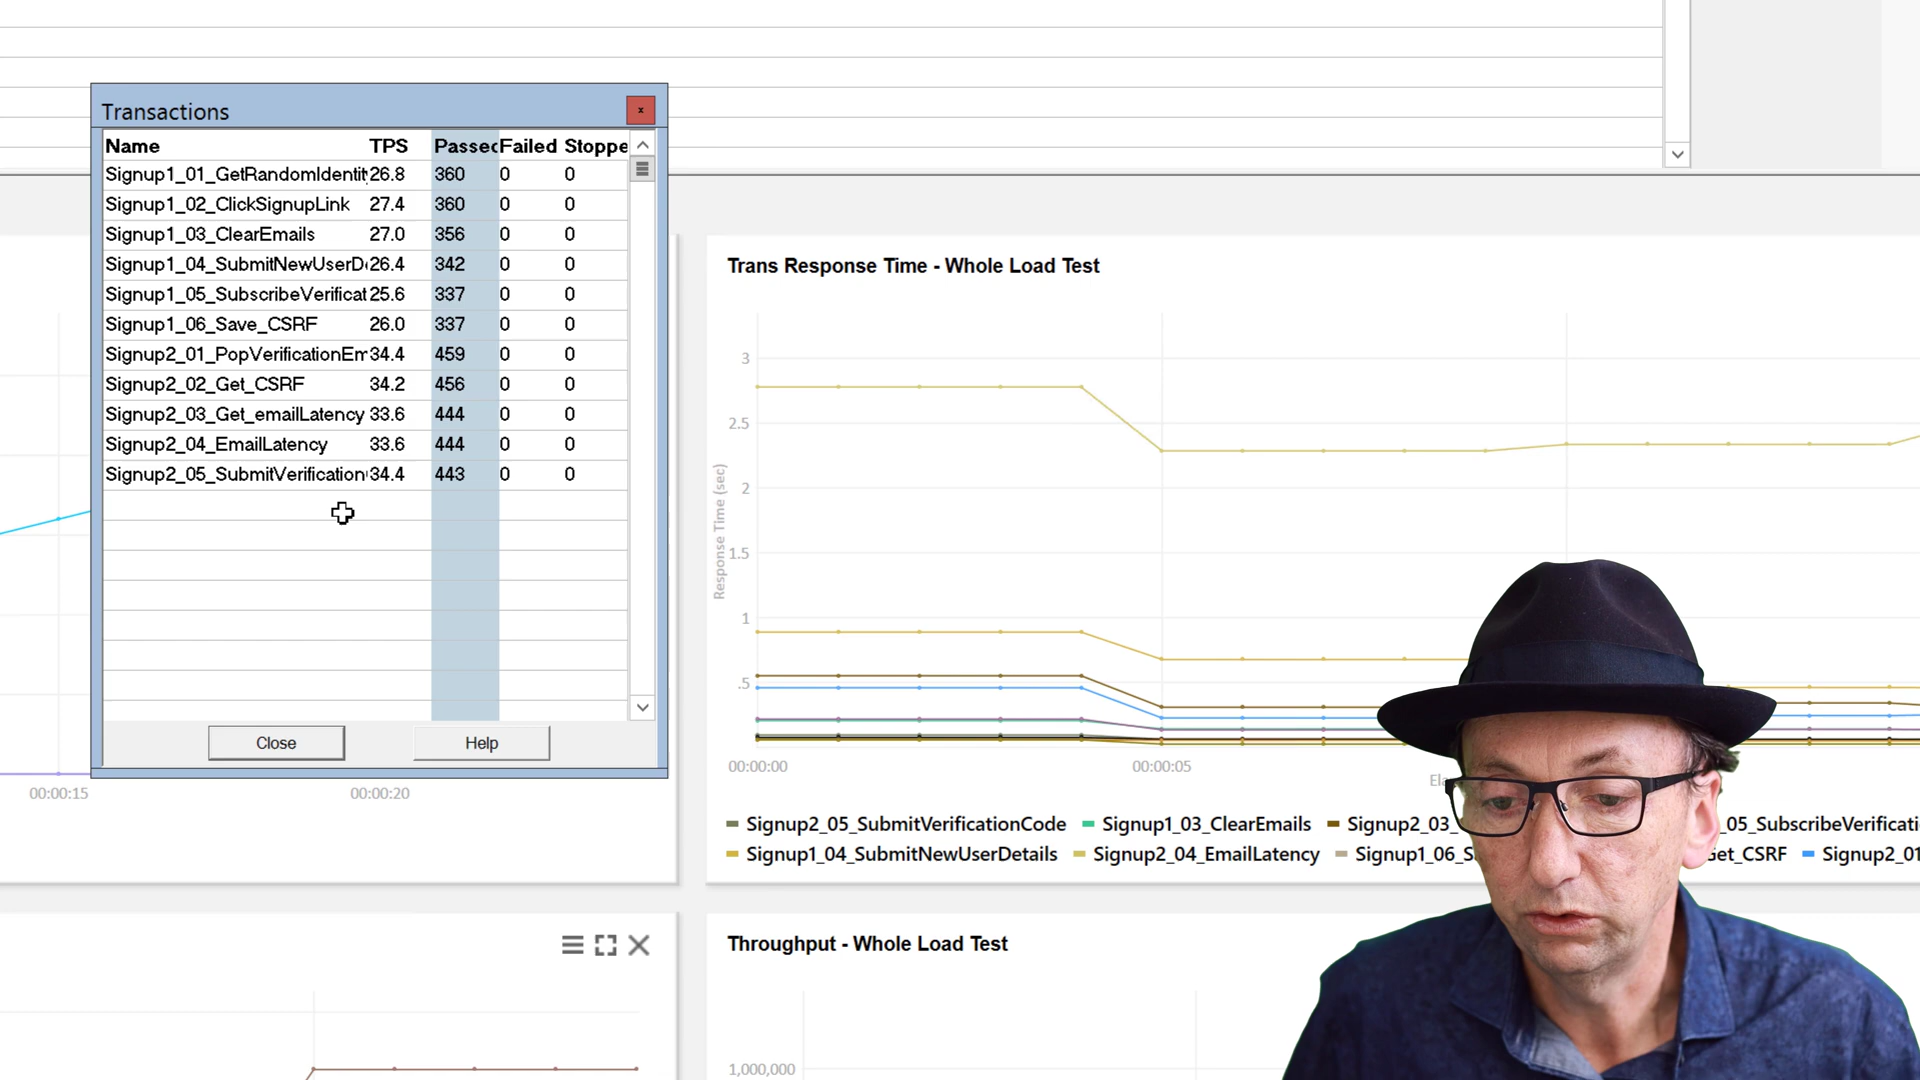 Transactions
x
Name TPS Passed Failed Stoppe
Signup1_01_GetRandomIdentity 26.8 360 0 0
Signup1_02_ClickSignupLink 27.4 360 0 0
Signup1_03_ClearEmails 27.0 356 0 0
Signup1_04_SubmitNewUserD 26.4 342 0 0
Signup1_05_SubscribeVerificat 25.6 337 0 0
Signup1_06_Save_CSRF 26.0 337 0 0
Signup2_01_PopVerificationEm 34.4 459 0 0
Signup2_02_Get_CSRF 34.2 456 0 0
Signup2_03_Get_emailLatency 33.6 444 0 0
Signup2_04_EmailLatency 33.6 444 0 0
Signup2_05_SubmitVerification 34.4 443 0 0
Close Help
00:00:15 00:00:20
Trans Response Time - Whole Load Test
Response Time (sec)
3
2.5
2
1.5
1
.5
00:00:00 00:00:05
Ela
Signup2_05_SubmitVerificationCode Signup1_03_ClearEmails Signup2_03_ _05_SubscribeVerificati
Signup1_04_SubmitNewUserDetails Signup2_04_EmailLatency Signup1_06_S Get_CSRF Signup2_01
Throughput - Whole Load Test
1,000,000